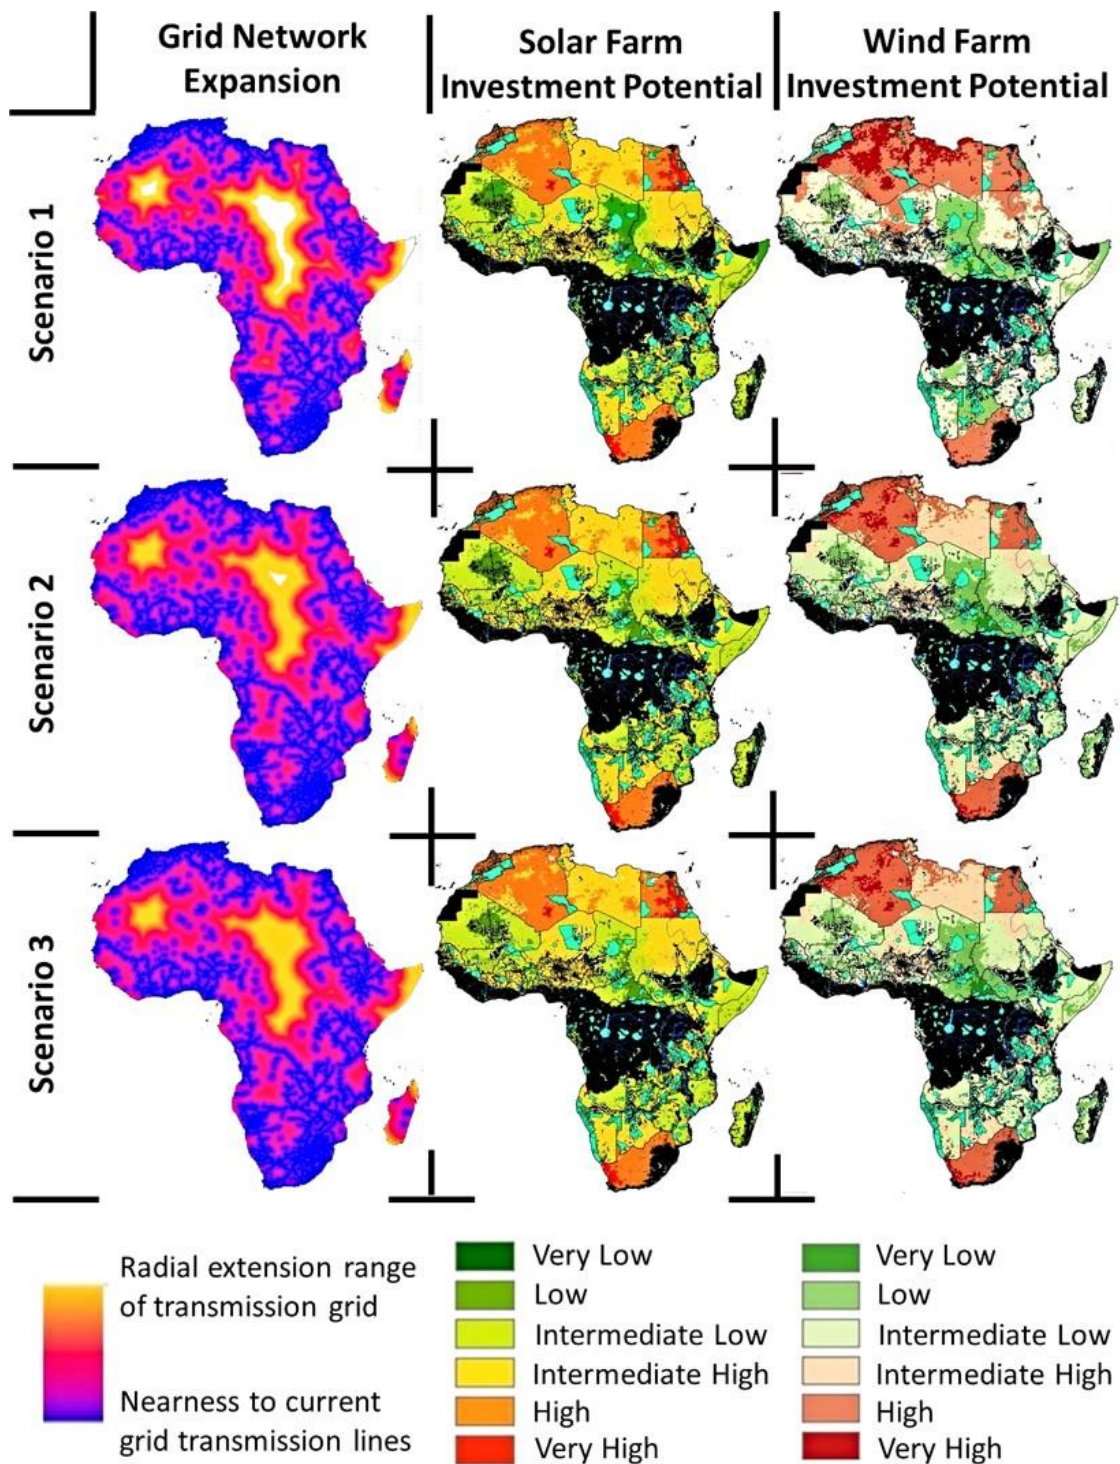 Grid Network
Expansion
Solar Farm
Investment Potential
Wind Farm
Investment Potential
Scenario 1
Scenario 2
Scenario 3
Radial extension range
of transmission grid
Nearness to current
grid transmission lines
Very Low
Low
Intermediate Low
Intermediate High
High
Very High
Very Low
Low
Intermediate Low
Intermediate High
High
Very High